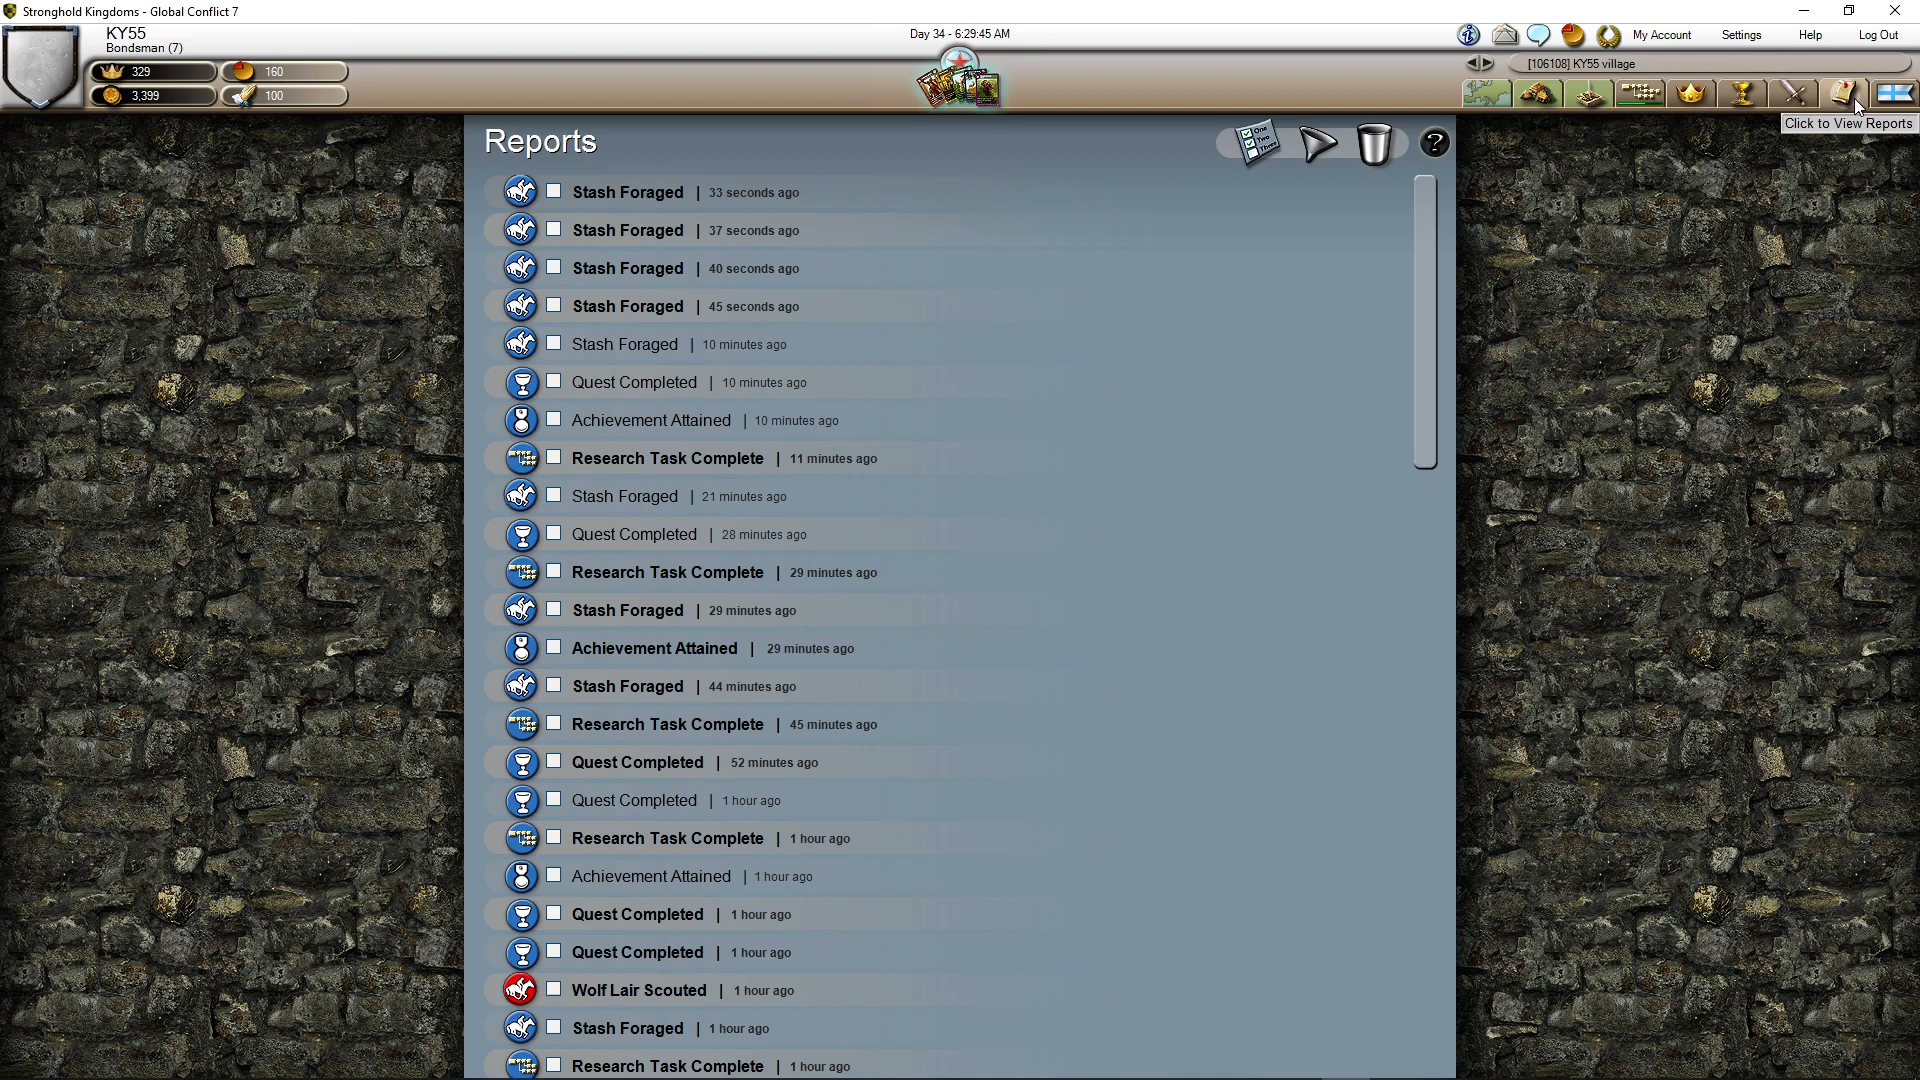 Stronghold Kingdoms - Global Conflict 7
KY55
Bondsman (7)
Day 34 - 6:29:45 AM
My Account Settings Help Log Out
329 160
3,399 100
[106108] KY55 village
Click to View Reports
Reports
One
Two
Three
?
Stash Foraged | 33 seconds ago
Stash Foraged | 37 seconds ago
Stash Foraged | 40 seconds ago
Stash Foraged | 45 seconds ago
Stash Foraged | 10 minutes ago
Quest Completed | 10 minutes ago
Achievement Attained | 10 minutes ago
Research Task Complete | 11 minutes ago
Stash Foraged | 21 minutes ago
Quest Completed | 28 minutes ago
Research Task Complete | 29 minutes ago
Stash Foraged | 29 minutes ago
Achievement Attained | 29 minutes ago
Stash Foraged | 44 minutes ago
Research Task Complete | 45 minutes ago
Quest Completed | 52 minutes ago
Quest Completed | 1 hour ago
Research Task Complete | 1 hour ago
Achievement Attained | 1 hour ago
Quest Completed | 1 hour ago
Quest Completed | 1 hour ago
Wolf Lair Scouted | 1 hour ago
Stash Foraged | 1 hour ago
Research Task Complete | 1 hour ago